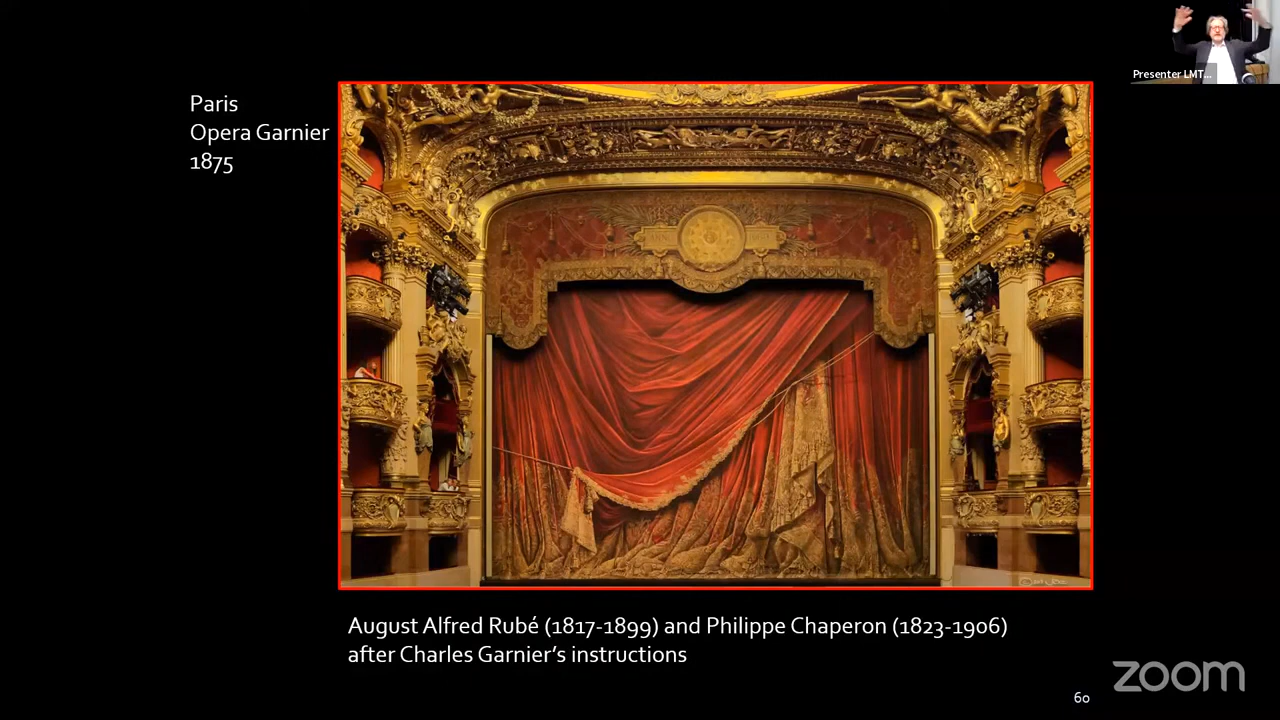 Presenter LMT...
Paris
Opera Garnier
1875
August Alfred Rubé (1817-1899) and Philippe Chaperon (1823-1906)
after Charles Garnier's instructions
zoom
60